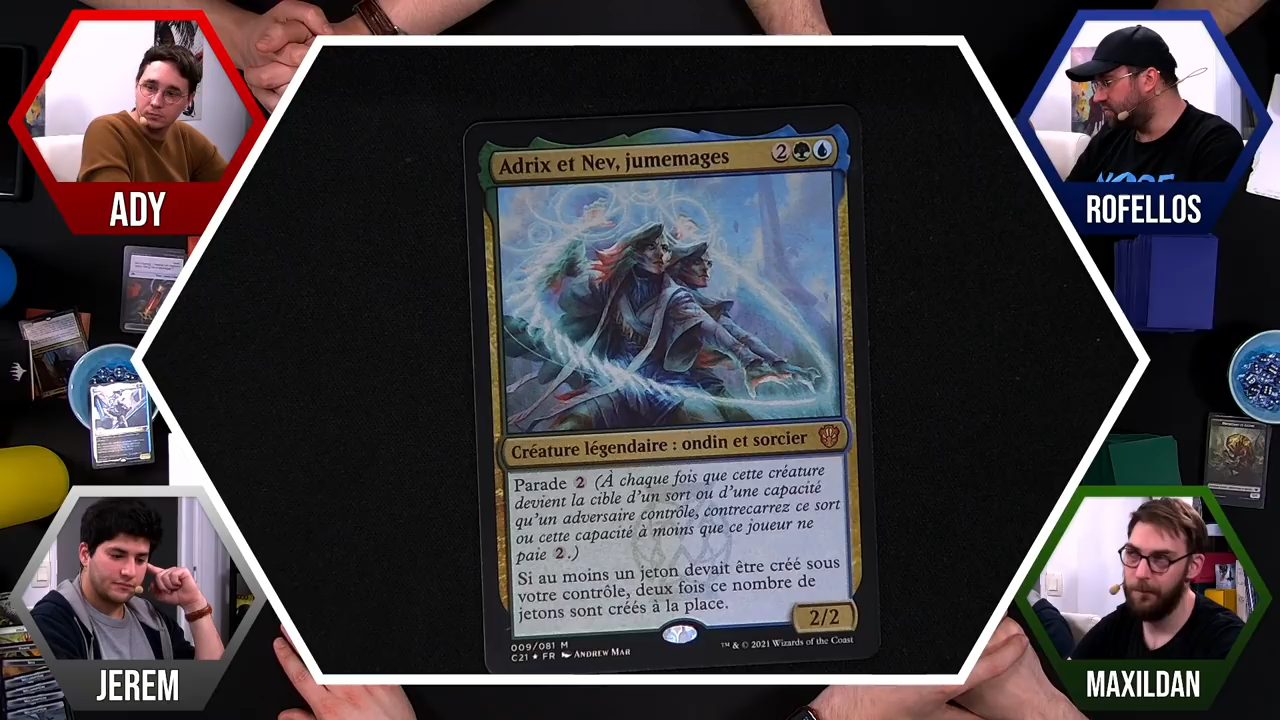 ADY
ROFELLOS
JEREM
MAXILDAN
Adrix et Nev, jumemages
2
Créature légendaire : ondin et sorcier
Parade 2 (À chaque fois que cette créature
devient la cible d'un sort ou d'une capacité
qu'un adversaire contrôle, contrecarrez ce sort
ou cette capacité à moins que ce joueur ne
paie 2.)
Si au moins un jeton devait être créé sous
votre contrôle, deux fois ce nombre de
jetons sont créés à la place.
2/2
009/081 M
C21 • FR ANDREW MAR
™ & © 2021 Wizards of the Coast